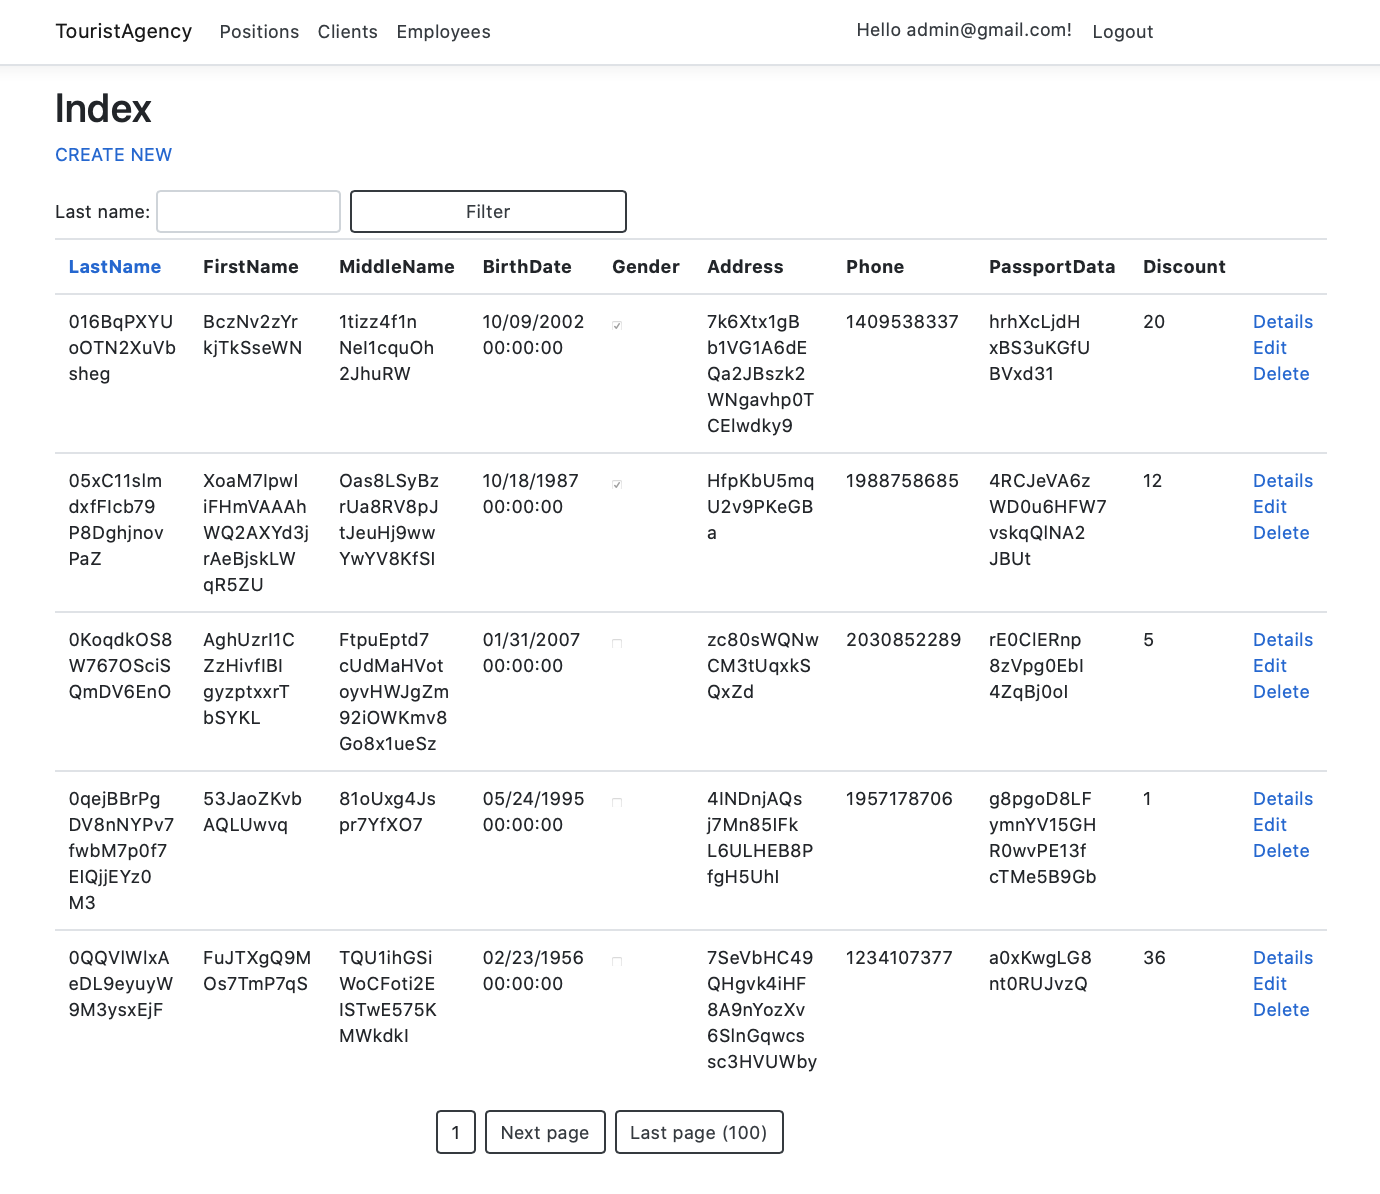 TouristAgency Positions Clients Employees Hello admin@gmail.com! Logout
Index
CREATE NEW
Last name: Filter
LastName FirstName MiddleName BirthDate Gender Address Phone PassportData Discount
016BqPXYU BczNv2zYr 1tizz4f1n 10/09/2002 7k6Xtx1gB 1409538337 hrhXcLjdH 20 Details
oOTN2XuVb kjTkSseWN NeI1cquOh 00:00:00 b1VG1A6dE xBS3uKGfU Edit
sheg 2JhuRW Qa2JBszk2 BVxd31 Delete
WNgavhp0T
CElwdky9
05xC11slm XoaM7lpwI Oas8LSyBz 10/18/1987 HfpKbU5mq 1988758685 4RCJeVA6z 12 Details
dxfFIcb79 iFHmVAAAh rUa8RV8pJ 00:00:00 U2v9PKeGB WD0u6HFW7 Edit
P8Dghjnov WQ2AXYd3j tJeuHj9ww a vskqQlNA2 Delete
PaZ rAeBjskLW YwYV8KfSI JBUt
qR5ZU
0KoqdkOS8 AghUzrI1C FtpuEptd7 01/31/2007 zc80sWQNw 2030852289 rE0ClERnp 5 Details
W767OSciS ZzHivfIBI cUdMaHVot 00:00:00 CM3tUqxkS 8zVpg0EbI Edit
QmDV6EnO gyzptxxrT oyvHWJgZm QxZd 4ZqBj0oI Delete
bSYKL 92iOWKmv8
Go8x1ueSz
0qejBBrPg 53JaoZKvb 81oUxg4Js 05/24/1995 4INDnjAQs 1957178706 g8pgoD8LF 1 Details
DV8nNYPv7 AQLUwvq pr7YfXO7 00:00:00 j7Mn85IFk ymnYV15GH Edit
fwbM7p0f7 L6ULHEB8P R0wvPE13f Delete
EIQjjEYz0 fgH5UhI cTMe5B9Gb
M3
0QQVlWlxA FuJTXgQ9M TQU1ihGSi 02/23/1956 7SeVbHC49 1234107377 a0xKwgLG8 36 Details
eDL9eyuyW Os7TmP7qS WoCFoti2E 00:00:00 QHgvk4iHF nt0RUJvzQ Edit
9M3ysxEjF ISTwE575K 8A9nYozXv Delete
MWkdkI 6SlnGqwcs
sc3HVUWby
1 Next page Last page (100)